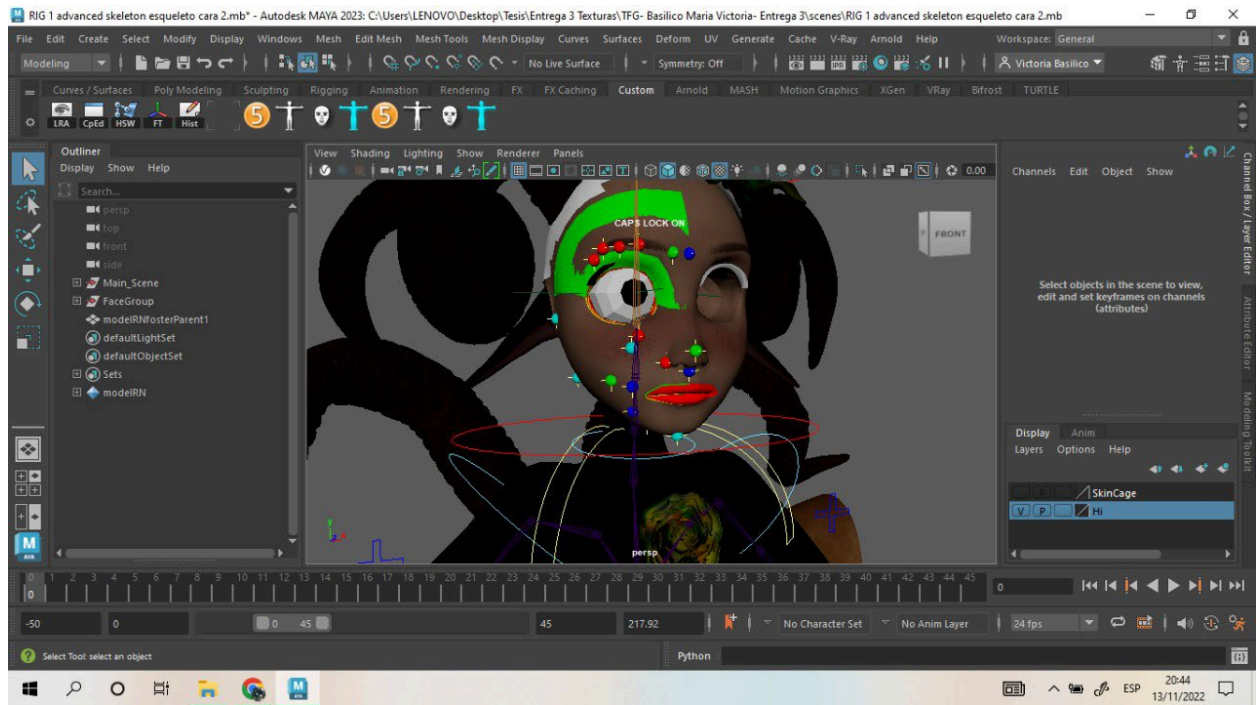 RIG 1 advanced skeleton esqueleto cara 2.mb* - Autodesk MAYA 2023: C:\Users\LENOVO\Desktop\Tesis\Entrega 3 Texturas\TFG- Basilico Maria Victoria- Entrega 3\scenes\RIG 1 advanced skeleton esqueleto cara 2.mb
File Edit Create Select Modify Display Windows Mesh Edit Mesh Mesh Tools Mesh Display Curves Surfaces Deform UV Generate Cache V-Ray Arnold Help Workspace: General
Modeling No Live Surface Symmetry: Off Victoria Basilico
Curves / Surfaces Poly Modeling Sculpting Rigging Animation Rendering FX FX Caching Custom Arnold MASH Motion Graphics XGen VRay Bifrost TURTLE
LRA CpEd HSW FT Hist 5 5
Outliner
Display Show Help
Search...
persp
top
front
side
Main_Scene
FaceGroup
modelRNfosterParent1
defaultLightSet
defaultObjectSet
Sets
modelRN
View Shading Lighting Show Renderer Panels
0.00
CAPS LOCK ON
FRONT
persp
Channels Edit Object Show
Select objects in the scene to view,
edit and set keyframes on channels
(attributes)
Channel Box / Layer Editor
Attribute Editor
Modeling Toolkit
Display Anim
Layers Options Help
P SkinCage
V P Hi
0 1 2 3 4 5 6 7 8 9 10 11 12 13 14 15 16 17 18 19 20 21 22 23 24 25 26 27 28 29 30 31 32 33 34 35 36 37 38 39 40 41 42 43 44 45
0 0
-50 0 0 45 45 217.92 No Character Set No Anim Layer 24 fps
Select Tool: select an object Python
ESP 20:44
13/11/2022